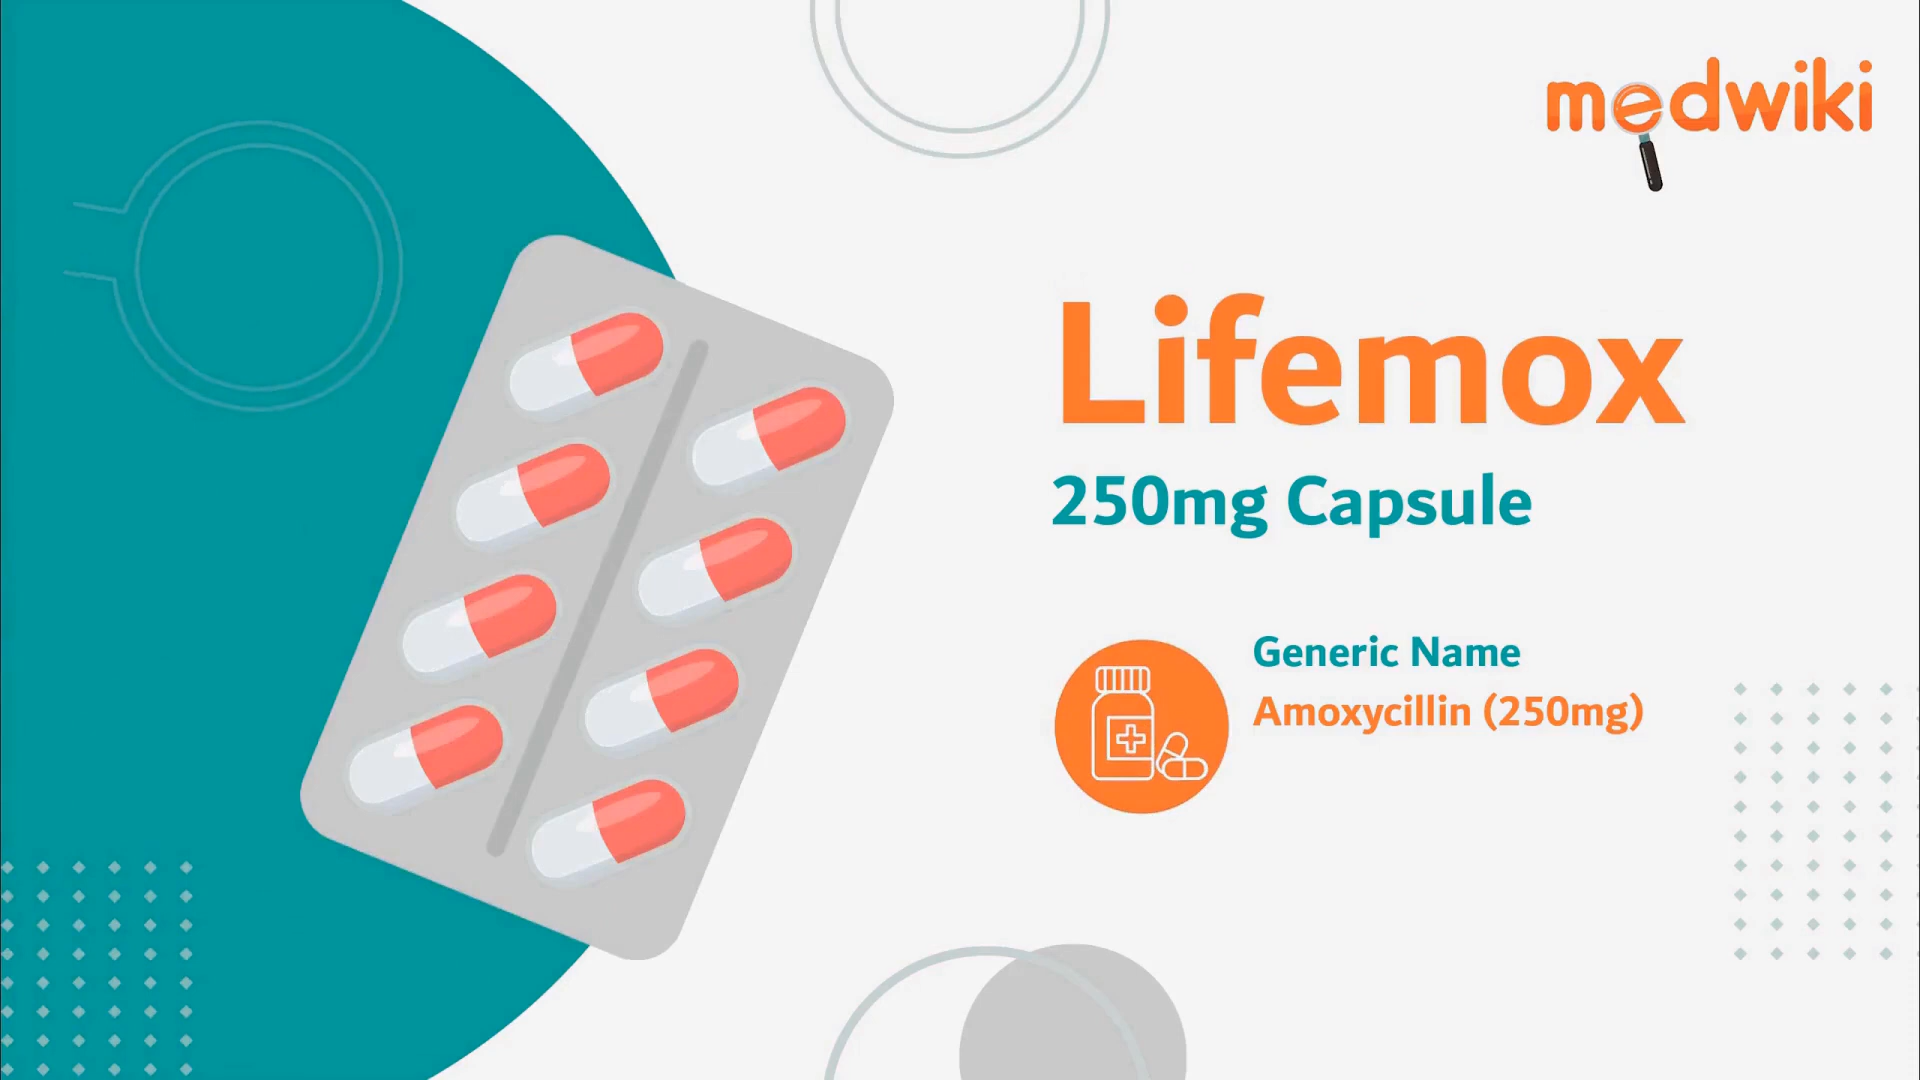 medwiki
Lifemox
250mg Capsule
Generic Name
Amoxycillin (250mg)